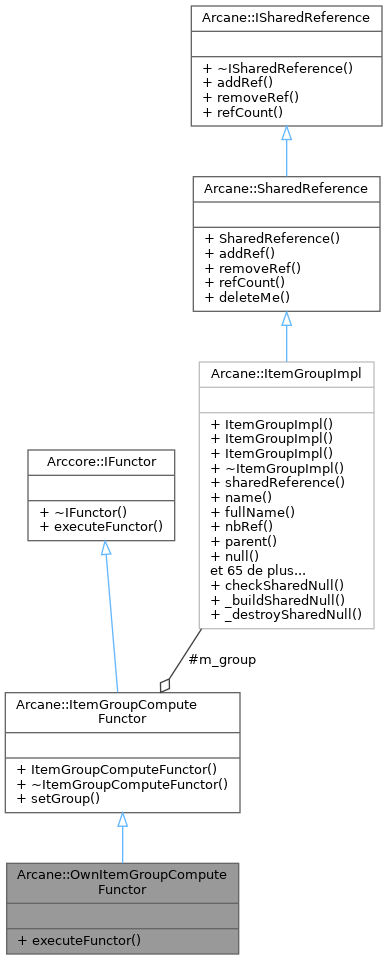 Arcane::ISharedReference
+ ~ISharedReference()
+ addRef()
+ removeRef()
+ refCount()
Arcane::SharedReference
+ SharedReference()
+ addRef()
+ removeRef()
+ refCount()
+ deleteMe()
Arcane::ItemGroupImpl
+ ItemGroupImpl()
+ ItemGroupImpl()
+ ItemGroupImpl()
+ ~ItemGroupImpl()
+ sharedReference()
+ name()
+ fullName()
+ nbRef()
+ parent()
+ null()
et 65 de plus...
+ checkSharedNull()
+ _buildSharedNull()
+ _destroySharedNull()
Arccore::IFunctor
+ ~IFunctor()
+ executeFunctor()
#m_group
Arcane::ItemGroupCompute
Functor
+ ItemGroupComputeFunctor()
+ ~ItemGroupComputeFunctor()
+ setGroup()
Arcane::OwnItemGroupCompute
Functor
+ executeFunctor()